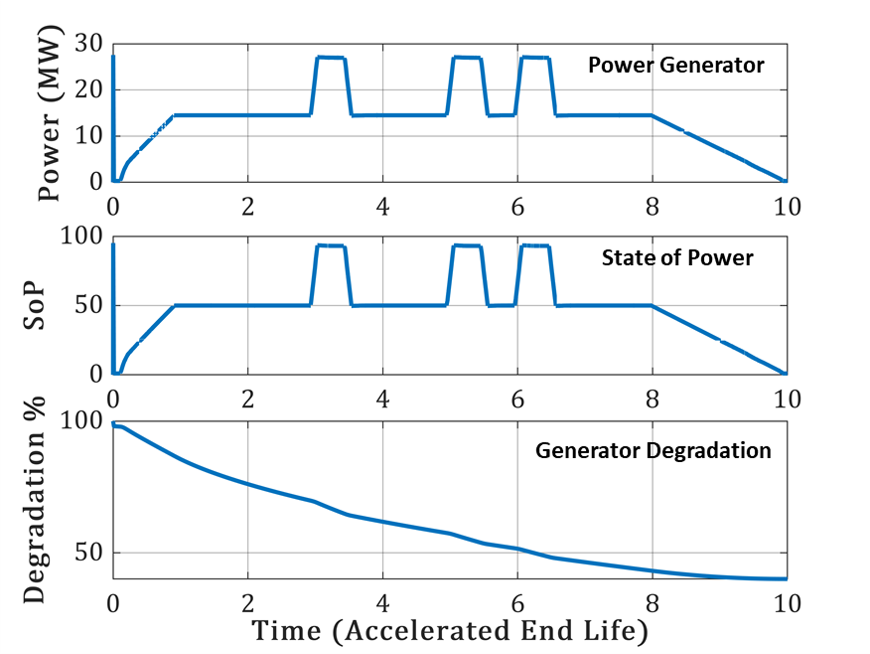 Power (MW)
30
20
10
0
Power Generator
0 2 4 6 8 10
SoP
100
50
0
State of Power
0 2 4 6 8 10
Degradation %
100
50
Generator Degradation
0 2 4 6 8 10
Time (Accelerated End Life)